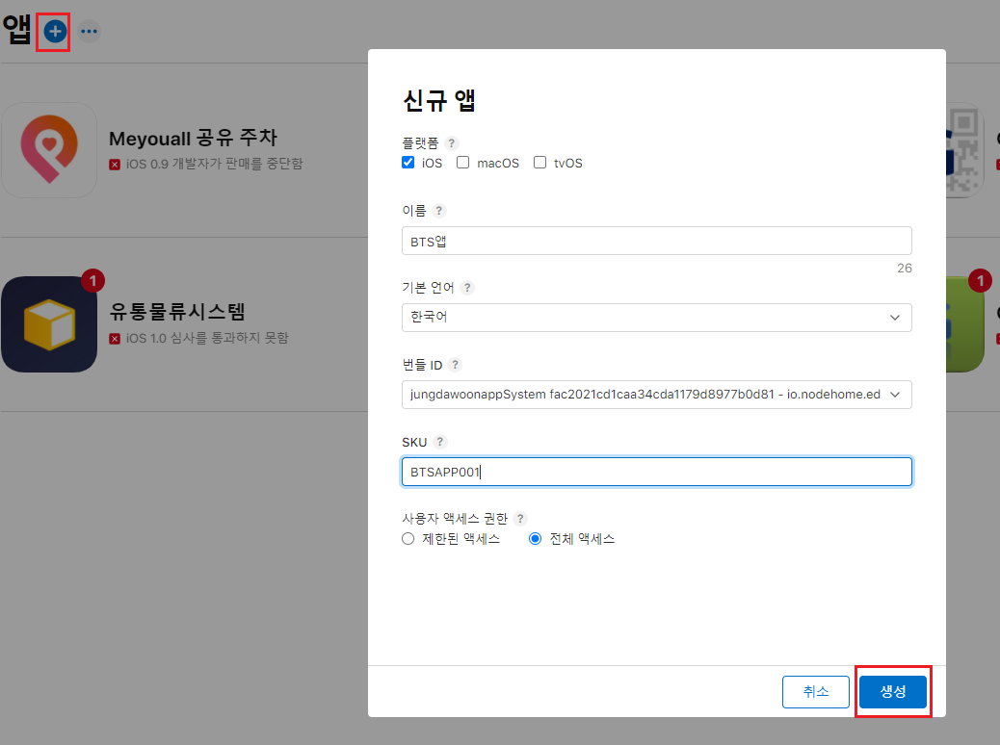 앱
Meyouall 공유 주차
iOS 0.9 개발자가 판매를 중단함
1
유통물류시스템
iOS 1.0 심사를 통과하지 못함
1
신규 앱
플랫폼 ?
iOS macOS tvOS
이름 ?
BTS앱
26
기본 언어 ?
한국어
번들 ID ?
jungdawoonappSystem fac2021cd1caa34cda1179d8977b0d81 - io.nodehome.ed
SKU ?
BTSAPP001
사용자 액세스 권한 ?
제한된 액세스 전체 액세스
취소 생성